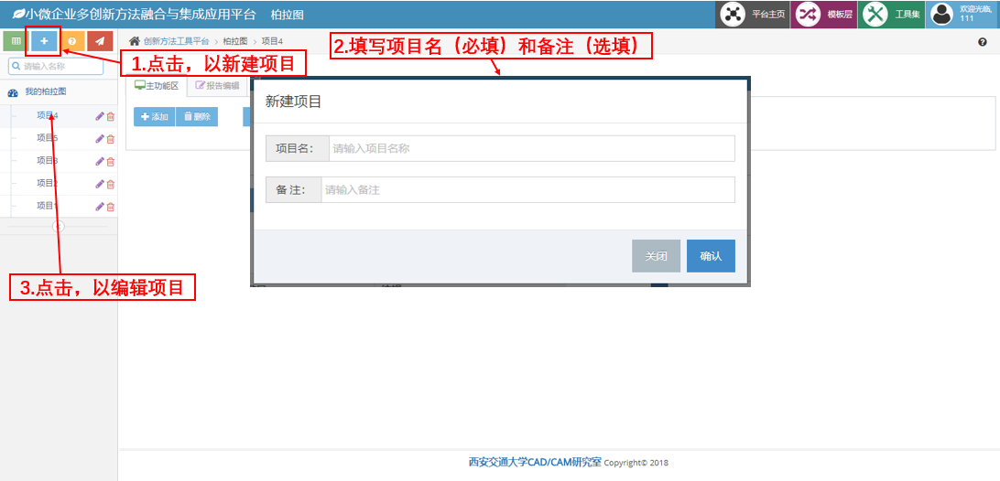 小微企业多创新方法融合与集成应用平台 柏拉图
平台主页 模板层 工具集 欢迎光临,
111
创新方法工具平台 › 柏拉图 › 项目4
2.填写项目名（必填）和备注（选填）
1.点击，以新建项目
请输入名称
我的柏拉图
项目4
项目5
项目3
项目2
项目1
3.点击，以编辑项目
主功能区 报告编辑
添加 删除
新建项目
项目名： 请输入项目名称
备 注： 请输入备注
关闭 确认
西安交通大学CAD/CAM研究室 Copyright© 2018